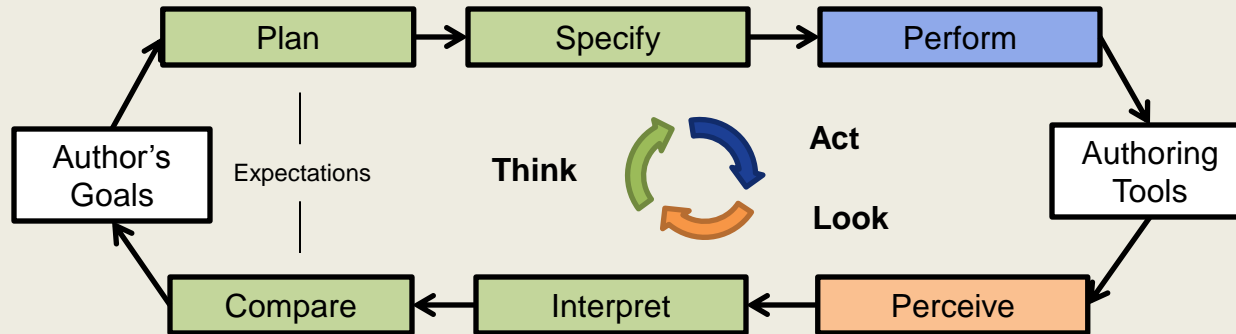 Plan
Specify
Perform
Author’s
Goals
Expectations
Think
Act
Look
Authoring
Tools
Compare
Interpret
Perceive